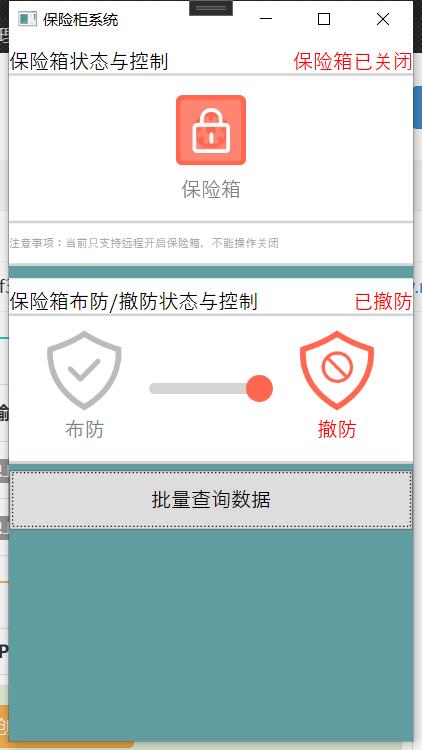 保险柜系统
保险箱状态与控制
保险箱已关闭
保险箱
注意事项：当前只支持远程开启保险箱，不能操作关闭
保险箱布防/撤防状态与控制
已撤防
布防
撤防
批量查询数据